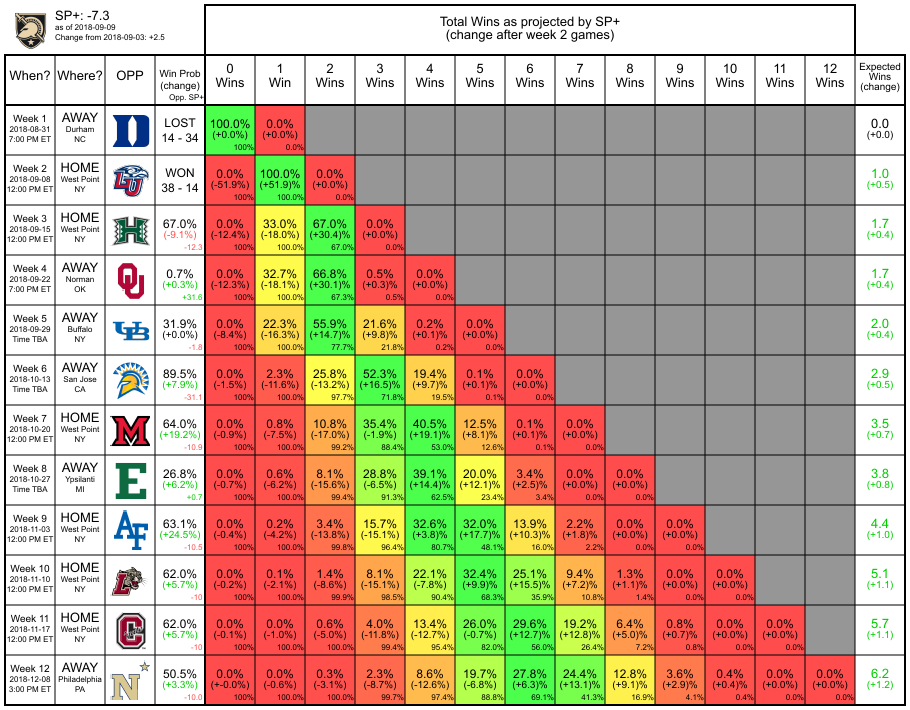 SP+: -7.3
as of 2018-09-09
Change from 2018-09-03: +2.5
Total Wins as projected by SP+
(change after week 2 games)
When? Where? OPP Win Prob (change) Opp. SP+ 0 Wins 1 Win 2 Wins 3 Wins 4 Wins 5 Wins 6 Wins 7 Wins 8 Wins 9 Wins 10 Wins 11 Wins 12 Wins Expected Wins (change)
Week 1 AWAY LOST 100.0% 0.0% 0.0
2018-08-31 Durham D 14 - 34 (+0.0%) (+0.0%) (+0.0)
7:00 PM ET NC 100% 0.0%
Week 2 HOME WON 0.0% 100.0% 0.0% 1.0
2018-09-08 West Point LU 38 - 14 (-51.9%) (+51.9)% (+0.0%) (+0.5)
12:00 PM ET NY 100% 100.0% 0.0%
Week 3 HOME 67.0% 0.0% 33.0% 67.0% 0.0% 1.7
2018-09-15 West Point H (-9.1%) (-12.4%) (-18.0%) (+30.4)% (+0.0%) (+0.4)
12:00 PM ET NY -12.3 100% 100.0% 67.0% 0.0%
Week 4 AWAY 0.7% 0.0% 32.7% 66.8% 0.5% 0.0% 1.7
2018-09-22 Norman OU (+0.3%) (-12.3%) (-18.1%) (+30.1)% (+0.3)% (+0.0%) (+0.4)
7:00 PM ET OK +31.6 100% 100.0% 67.3% 0.5% 0.0%
Week 5 AWAY 31.9% 0.0% 22.3% 55.9% 21.6% 0.2% 0.0% 2.0
2018-09-29 Buffalo UB (+0.0%) (-8.4%) (-16.3%) (+14.7)% (+9.8)% (+0.1)% (+0.0%) (+0.4)
Time TBA NY -1.8 100% 100.0% 77.7% 21.8% 0.2% 0.0%
Week 6 AWAY 89.5% 0.0% 2.3% 25.8% 52.3% 19.4% 0.1% 0.0% 2.9
2018-10-13 San Jose (+7.9%) (-1.5%) (-11.6%) (-13.2%) (+16.5)% (+9.7)% (+0.1)% (+0.0%) (+0.5)
Time TBA CA -31.1 100% 100.0% 97.7% 71.8% 19.5% 0.1% 0.0%
Week 7 HOME 64.0% 0.0% 0.8% 10.8% 35.4% 40.5% 12.5% 0.1% 0.0% 3.5
2018-10-20 West Point M (+19.2%) (-0.9%) (-7.5%) (-17.0%) (-1.9%) (+19.1)% (+8.1)% (+0.1)% (+0.0%) (+0.7)
12:00 PM ET NY -10.9 100% 100.0% 99.2% 88.4% 53.0% 12.6% 0.1% 0.0%
Week 8 AWAY 26.8% 0.0% 0.6% 8.1% 28.8% 39.1% 20.0% 3.4% 0.0% 0.0% 3.8
2018-10-27 Ypsilanti E (+6.2%) (-0.7%) (-6.2%) (-15.6%) (-6.5%) (+14.4)% (+12.1)% (+2.5)% (+0.0%) (+0.0%) (+0.8)
Time TBA MI +0.7 100% 100.0% 99.4% 91.3% 62.5% 23.4% 3.4% 0.0% 0.0%
Week 9 HOME 63.1% 0.0% 0.2% 3.4% 15.7% 32.6% 32.0% 13.9% 2.2% 0.0% 0.0% 4.4
2018-11-03 West Point AF (+24.5%) (-0.4%) (-4.2%) (-13.8%) (-15.1%) (+3.8)% (+17.7)% (+10.3)% (+1.8)% (+0.0%) (+0.0%) (+1.0)
12:00 PM ET NY -10.5 100% 100.0% 99.8% 96.4% 80.7% 48.1% 16.0% 2.2% 0.0% 0.0%
Week 10 HOME 62.0% 0.0% 0.1% 1.4% 8.1% 22.1% 32.4% 25.1% 9.4% 1.3% 0.0% 0.0% 5.1
2018-11-10 West Point L (+5.7%) (-0.2%) (-2.1%) (-8.6%) (-15.1%) (-7.8%) (+9.9)% (+15.5)% (+7.2)% (+1.1)% (+0.0%) (+0.0%) (+1.1)
12:00 PM ET NY -10 100% 100.0% 99.9% 98.5% 90.4% 68.3% 35.9% 10.8% 1.4% 0.0% 0.0%
Week 11 HOME 62.0% 0.0% 0.0% 0.6% 4.0% 13.4% 26.0% 29.6% 19.2% 6.4% 0.8% 0.0% 0.0% 5.7
2018-11-17 West Point C (+5.7%) (-0.1%) (-1.0%) (-5.0%) (-11.8%) (-12.7%) (-0.7%) (+12.7)% (+12.8)% (+5.0)% (+0.7)% (+0.0%) (+0.0%) (+1.1)
12:00 PM ET NY -10 100% 100.0% 99.4% 95.4% 82.0% 56.0% 26.4% 7.2% 0.8% 0.0% 0.0%
Week 12 AWAY 50.5% 0.0% 0.0% 0.3% 2.3% 8.6% 19.7% 27.8% 24.4% 12.8% 3.6% 0.4% 0.0% 0.0% 6.2
2018-12-08 Philadelphia N (+3.3%) (+-0.0%) (-0.6%) (-3.1%) (-8.7%) (-12.6%) (-6.8%) (+6.3)% (+13.1)% (+9.1)% (+2.9)% (+0.4)% (+0.0%) (+0.0%) (+1.2)
3:00 PM ET PA -10.0 100% 100.0% 99.7% 97.4% 88.8% 69.1% 41.3% 16.9% 4.1% 0.4% 0.0% 0.0%